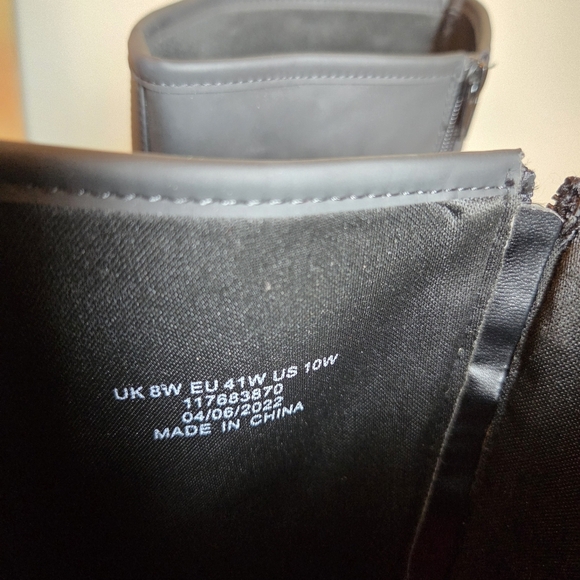 UK 8W EU 41W US 10W
117683870
04/06/2022
MADE IN CHINA